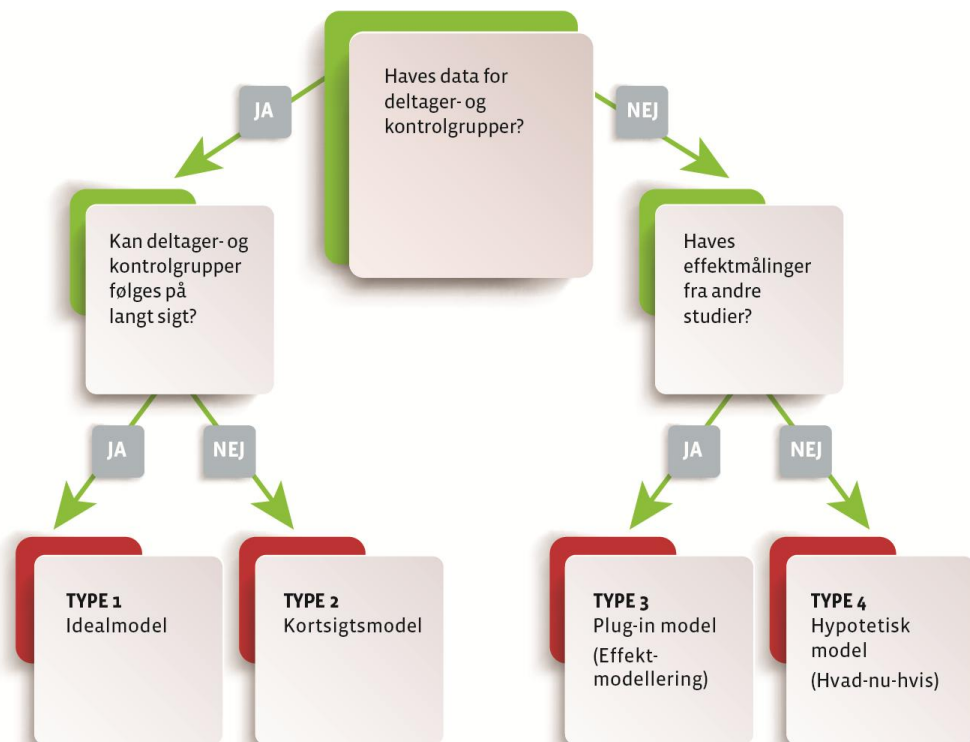 Haves data for
deltager- og
kontrolgrupper?
JA
NEJ
Kan deltager- og
kontrolgrupper
følges på
langt sigt?
Haves
effektmålinger
fra andre
studier?
JA
NEJ
JA
NEJ
TYPE 1
Idealmodel
TYPE 2
Kortsigtsmodel
TYPE 3
Plug-in model
(Effekt-
modellering)
TYPE 4
Hypotetisk
model
(Hvad-nu-hvis)